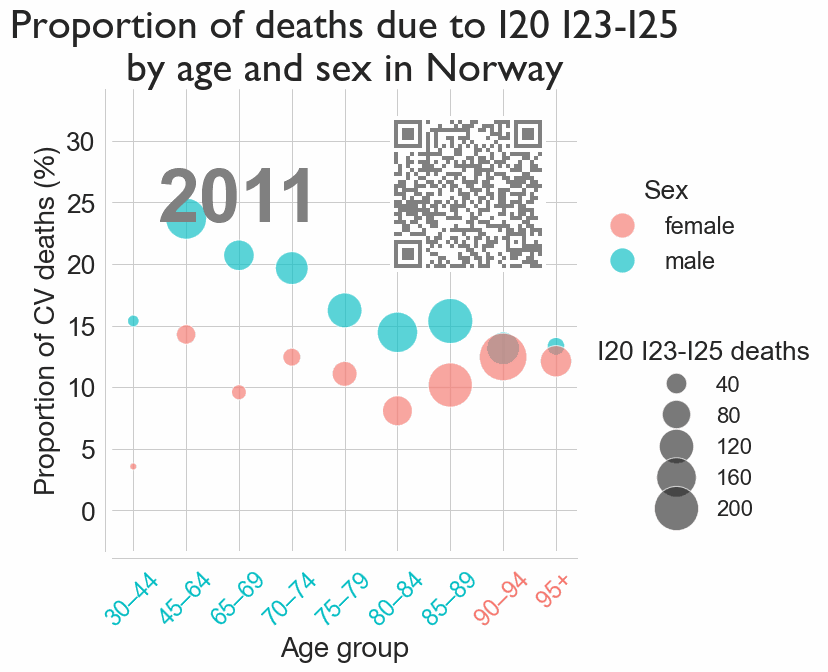 Proportion of deaths due to I20 I23-I25
by age and sex in Norway
2011
Proportion of CV deaths (%)
30
25
20
15
10
5
0
30–44
45–64
65–69
70–74
75–79
80–84
85–89
90–94
95+
Age group
Sex
female
male
I20 I23-I25 deaths
40
80
120
160
200